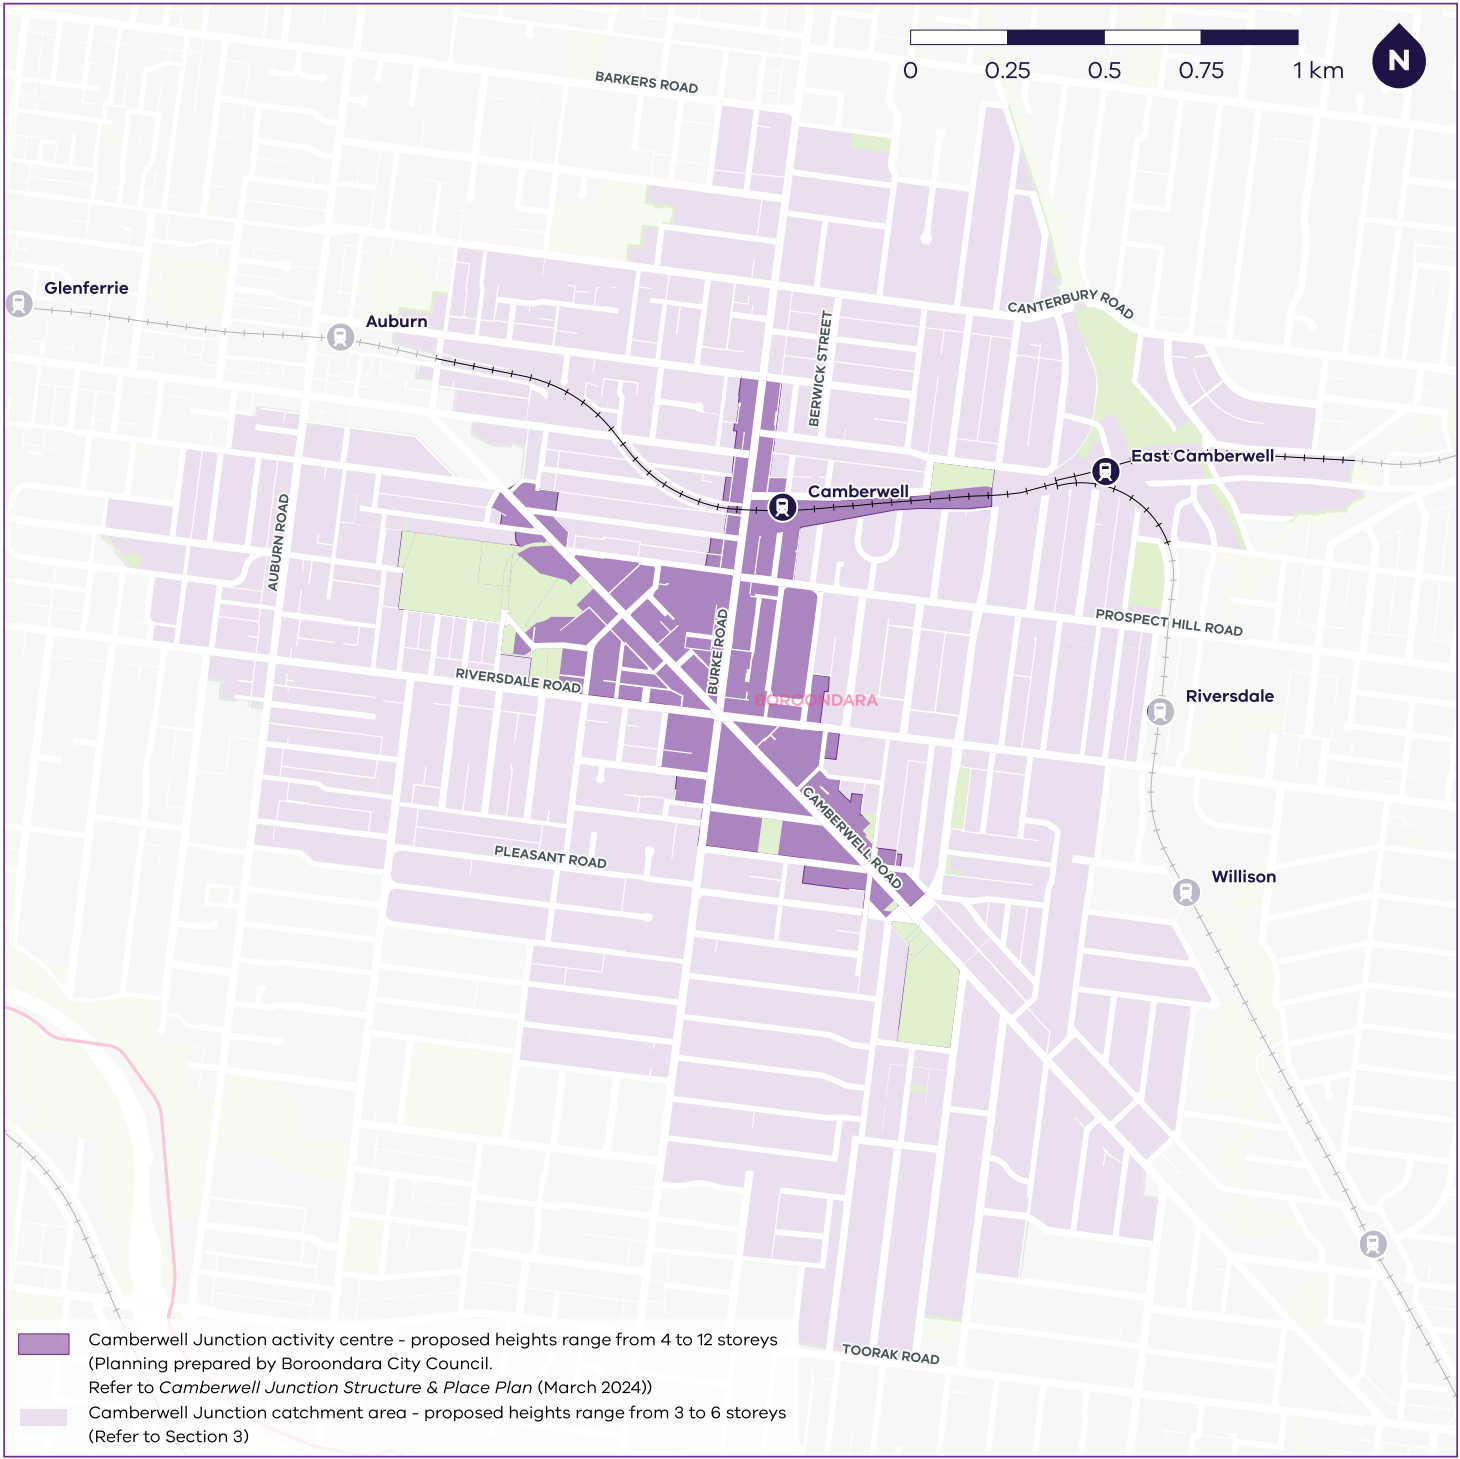 BARKERS ROAD
0 0.25 0.5 0.75 1 km
N
Glenferrie
Auburn
CANTERBURY ROAD
BERWICK STREET
East Camberwell
Camberwell
AUBURN ROAD
PROSPECT HILL ROAD
BURKE ROAD
RIVERSDALE ROAD
BOROONDARA
Riversdale
CAMBERWELL ROAD
PLEASANT ROAD
Willison
TOORAK ROAD
Camberwell Junction activity centre - proposed heights range from 4 to 12 storeys
(Planning prepared by Boroondara City Council.
Refer to Camberwell Junction Structure & Place Plan (March 2024))
Camberwell Junction catchment area - proposed heights range from 3 to 6 storeys
(Refer to Section 3)